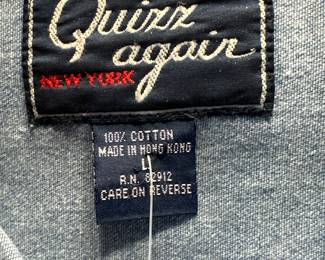 Quizz
again
NEW YORK
100% COTTON
MADE IN HONG KONG
L
R.N. 82912
CARE ON REVERSE